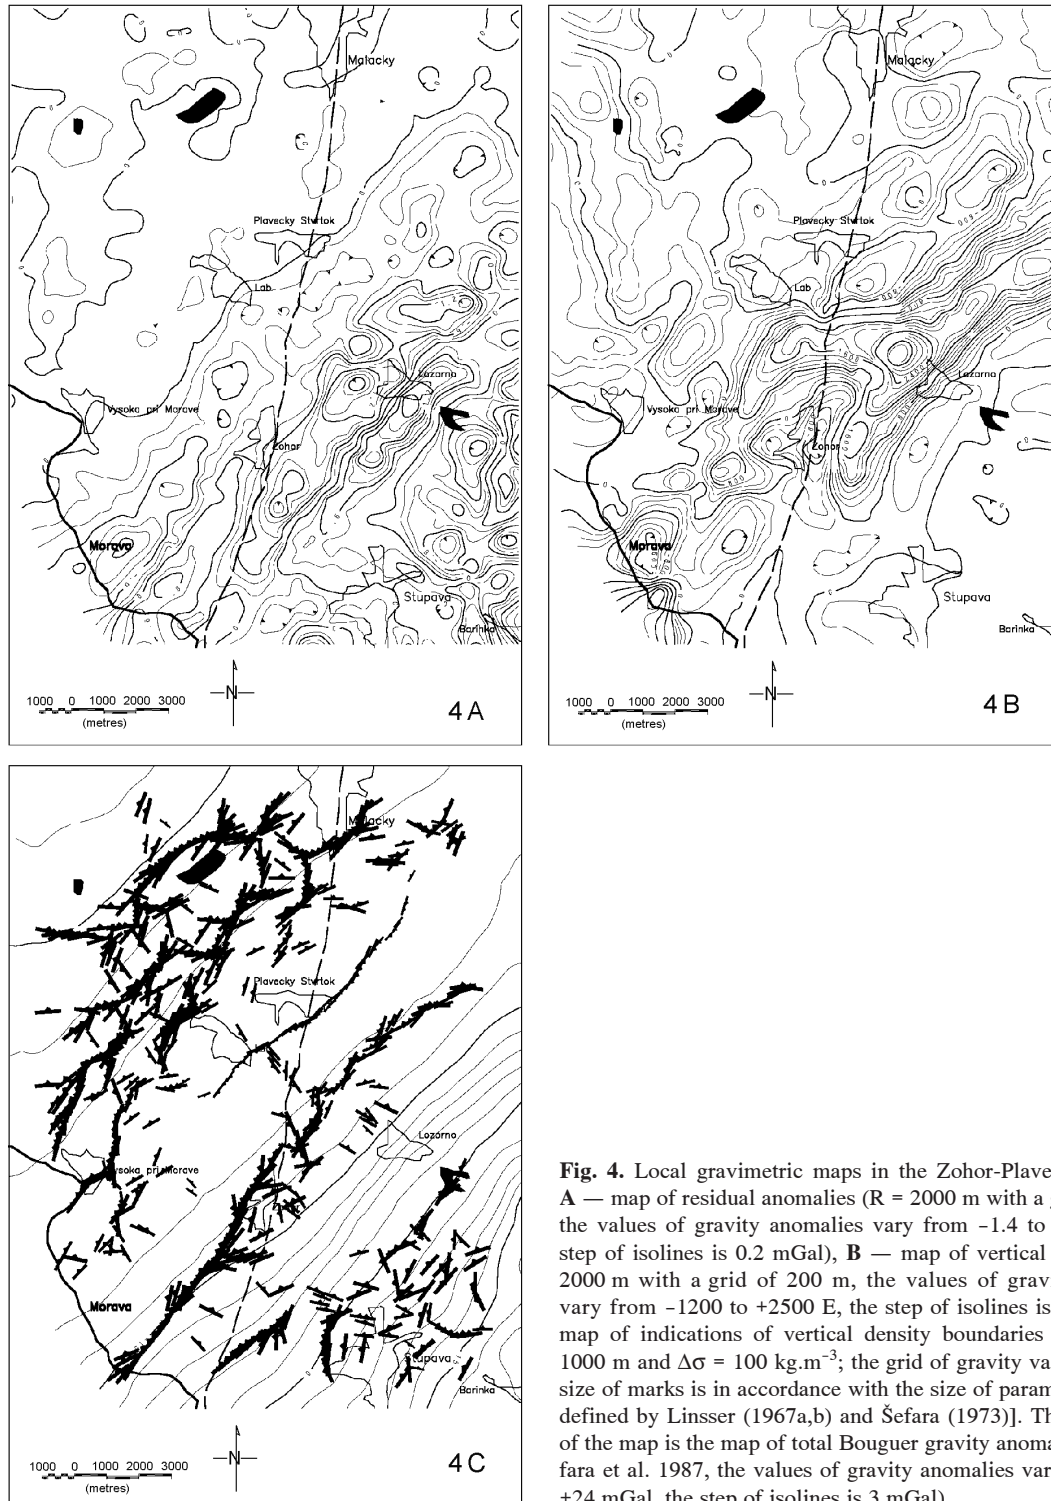 Malacky
Plavecky Stvrtok
Lab
Lozorno
Vysoka pri Morave
Zohor
Morava
Stupava
Barinka
N
1000 0 1000 2000 3000
(metres)
4 A
Malacky
Plavecky Stvrtok
Lab
Lozorno
Vysoka pri Morave
Zohor
Morava
Stupava
Barinka
N
1000 0 1000 2000 3000
(metres)
4 B
Malacky
Plavecky Stvrtok
Lozorno
Vysoka pri Morave
Morava
Stupava
Barinka
N
1000 0 1000 2000 3000
(metres)
4 C
Fig. 4. Local gravimetric maps in the Zohor-Plave
A — map of residual anomalies (R = 2000 m with a
the values of gravity anomalies vary from –1.4 to
step of isolines is 0.2 mGal), B — map of vertical
2000 m with a grid of 200 m, the values of grav
vary from –1200 to +2500 E, the step of isolines is
map of indications of vertical density boundaries
1000 m and Δσ = 100 kg.m⁻³; the grid of gravity va
size of marks is in accordance with the size of param
defined by Linsser (1967a,b) and Šefara (1973)]. Th
of the map is the map of total Bouguer gravity anoma
fara et al. 1987, the values of gravity anomalies var
+24 mGal, the step of isolines is 3 mGal)